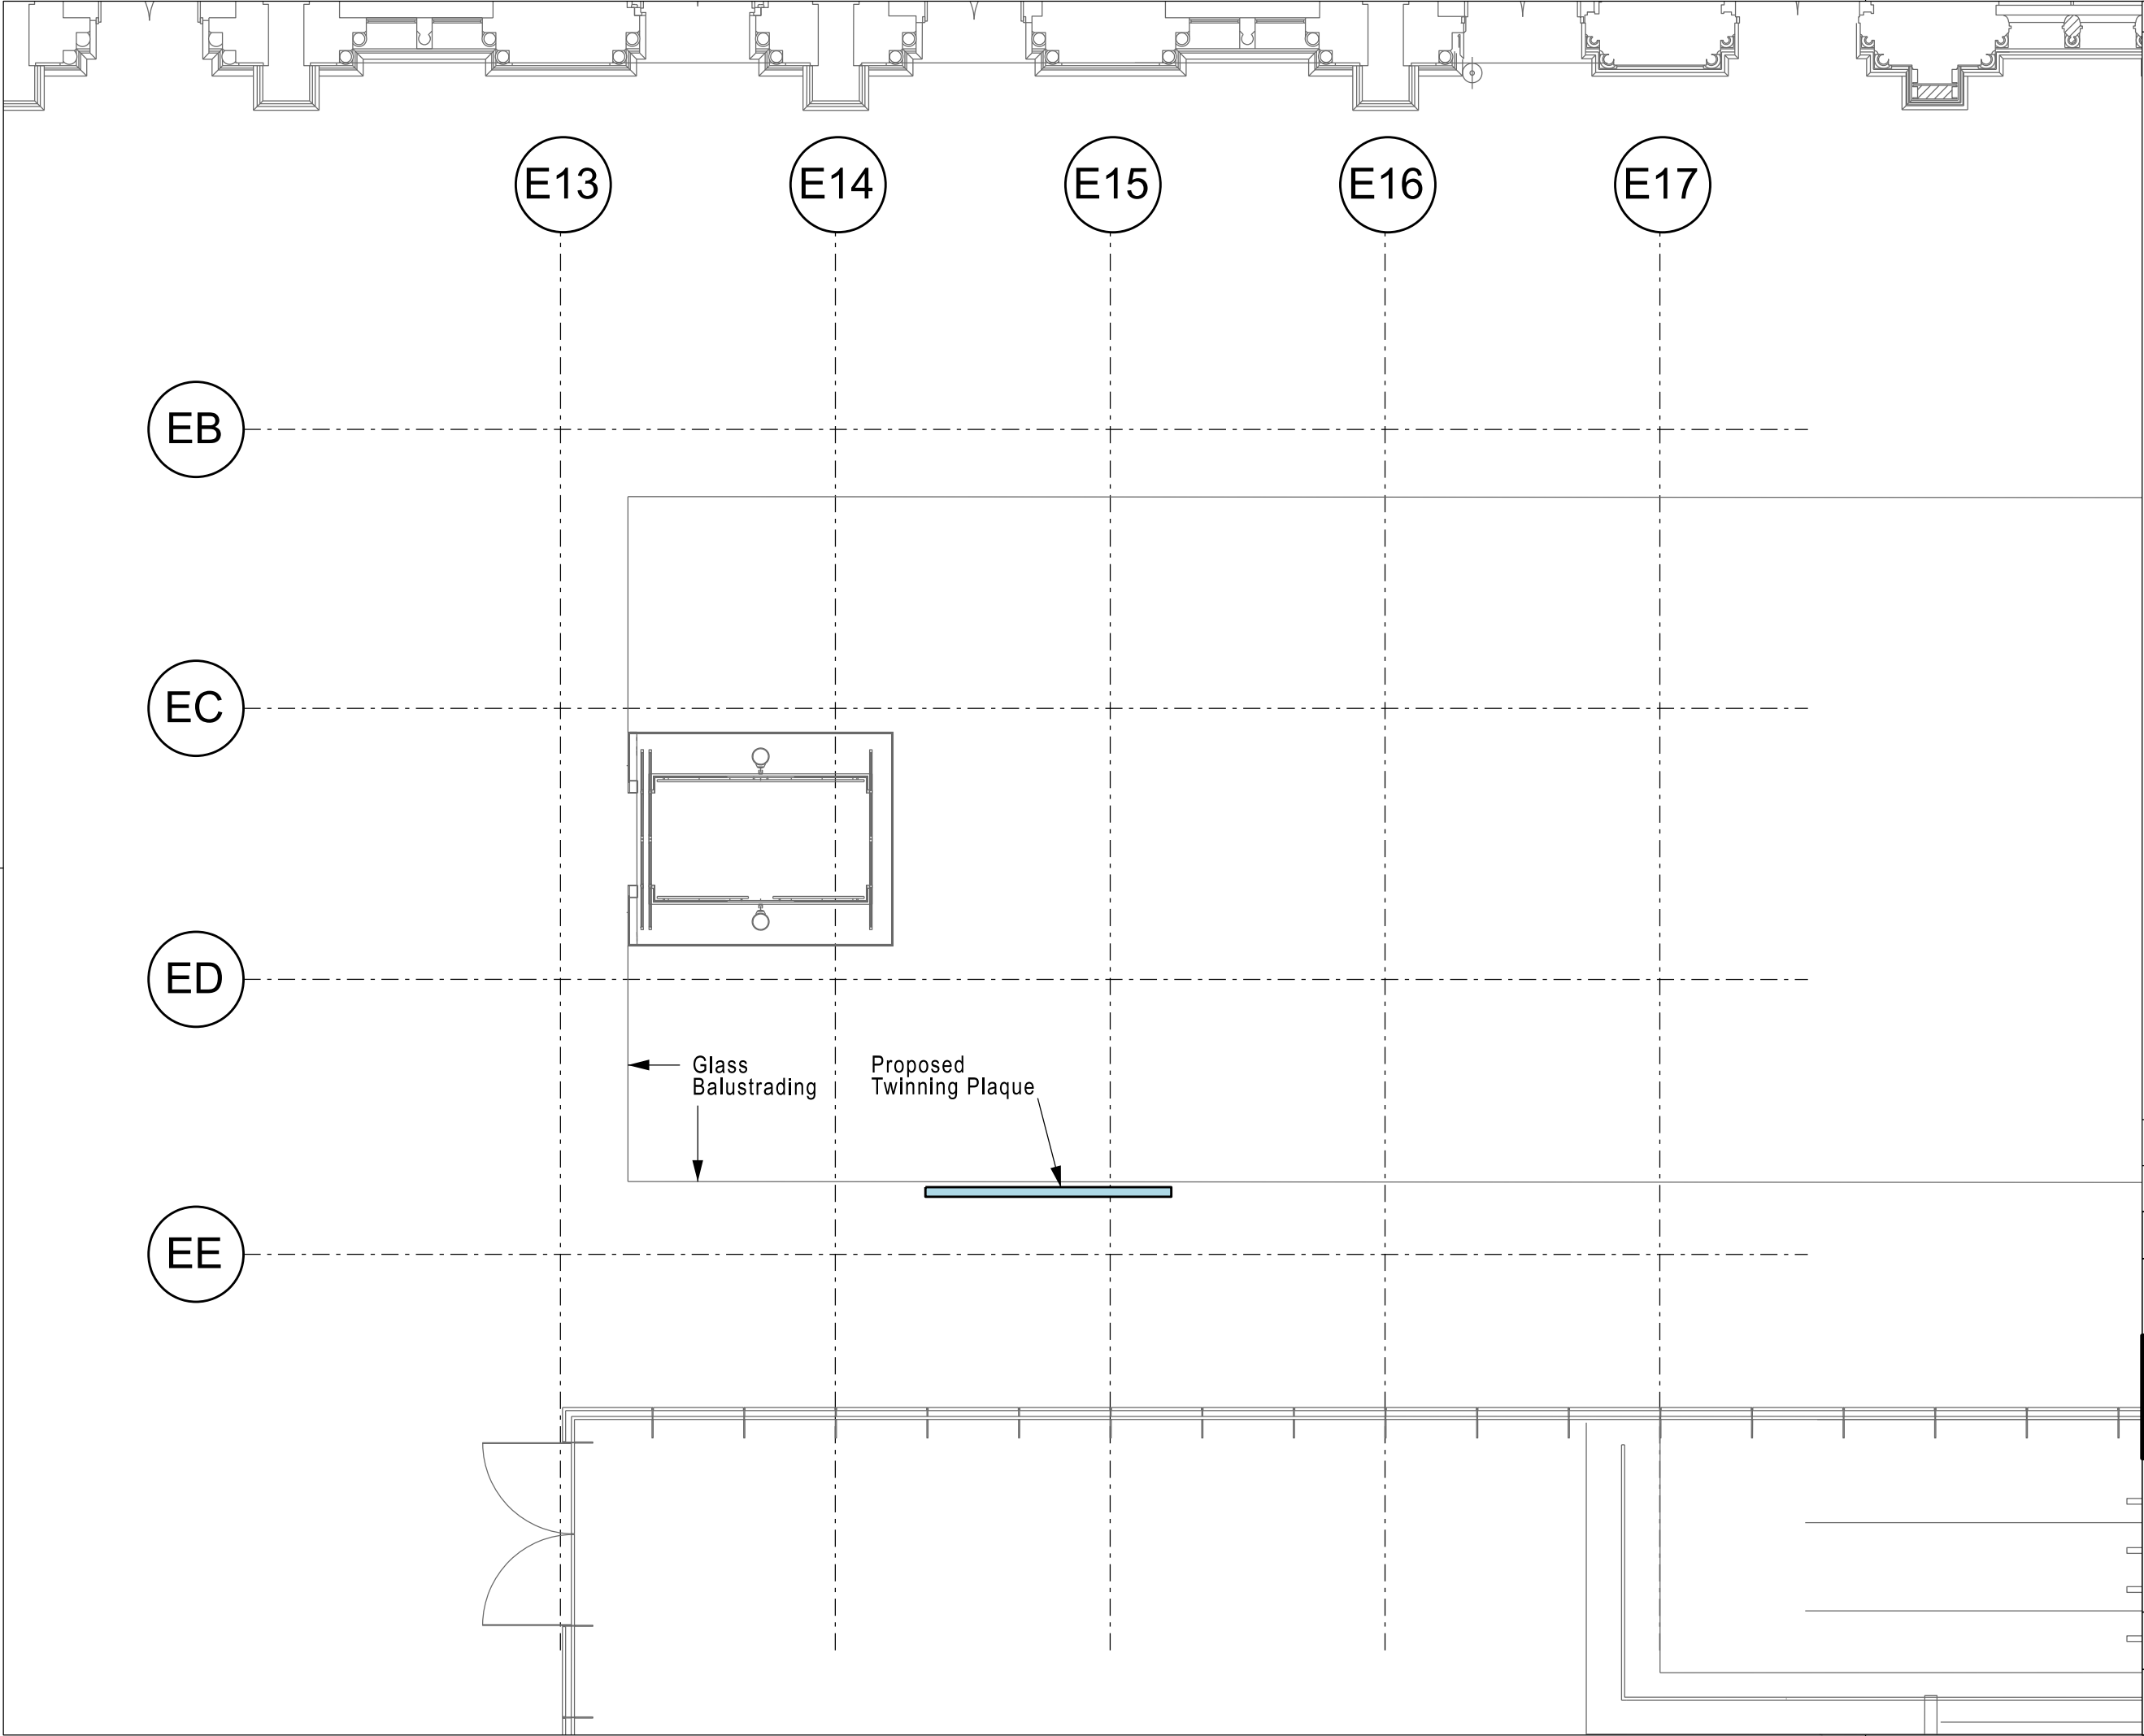 E13
E14
E15
E16
E17
EB
EC
ED
Glass
Balustrading
Proposed
Twinning Plaque
EE